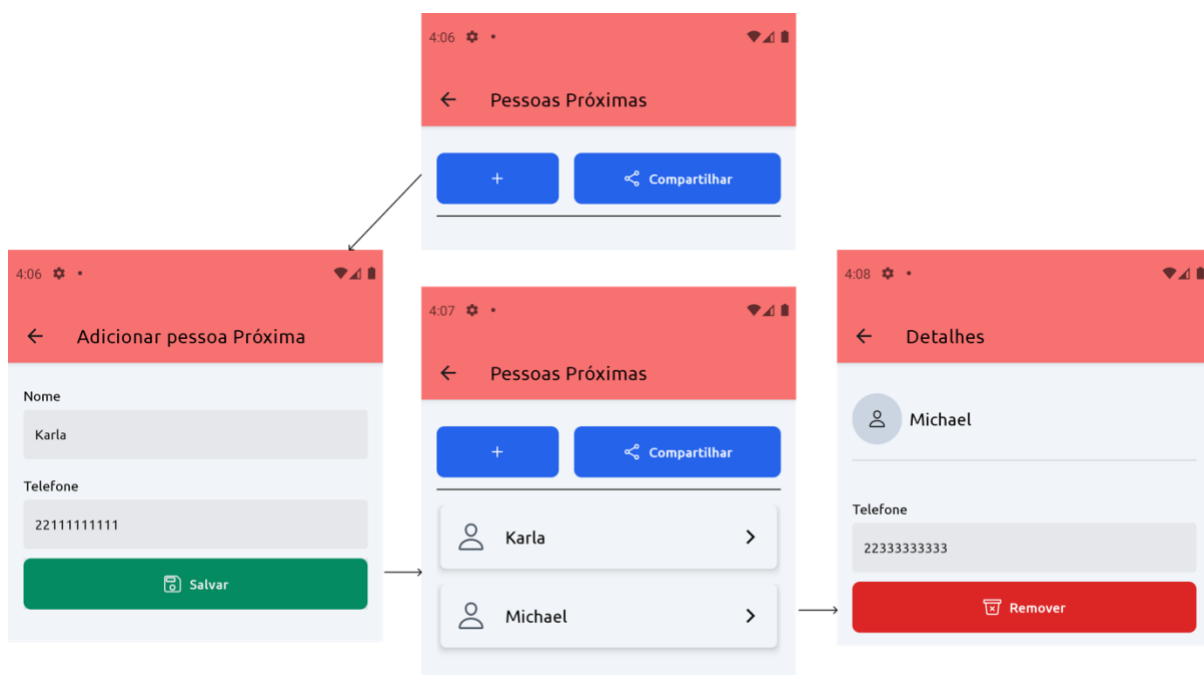 4:06
Pessoas Próximas
+
Compartilhar
4:06
Adicionar pessoa Próxima
Nome
Karla
Telefone
22111111111
Salvar
4:07
Pessoas Próximas
+
Compartilhar
Karla
Michael
4:08
Detalhes
Michael
Telefone
22333333333
Remover